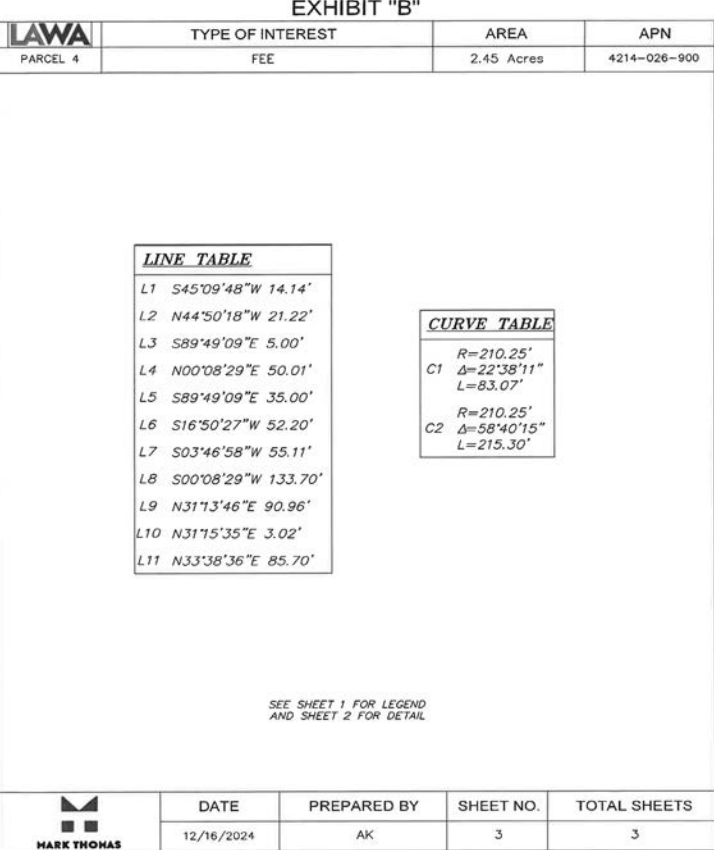 EXHIBIT "B"
LAWA TYPE OF INTEREST AREA APN
PARCEL 4 FEE 2.45 Acres 4214-026-900
LINE TABLE
L1 S45°09'48"W 14.14'
L2 N44°50'18"W 21.22'
L3 S89°49'09"E 5.00'
L4 N00°08'29"E 50.01'
L5 S89°49'09"E 35.00'
L6 S16°50'27"W 52.20'
L7 S03°46'58"W 55.11'
L8 S00°08'29"W 133.70'
L9 N31°13'46"E 90.96'
L10 N31°15'35"E 3.02'
L11 N33°38'36"E 85.70'
CURVE TABLE
R=210.25'
C1 Δ=22°38'11"
L=83.07'
R=210.25'
C2 Δ=58°40'15"
L=215.30'
SEE SHEET 1 FOR LEGEND
AND SHEET 2 FOR DETAIL
DATE PREPARED BY SHEET NO. TOTAL SHEETS
MARK THOMAS 12/16/2024 AK 3 3